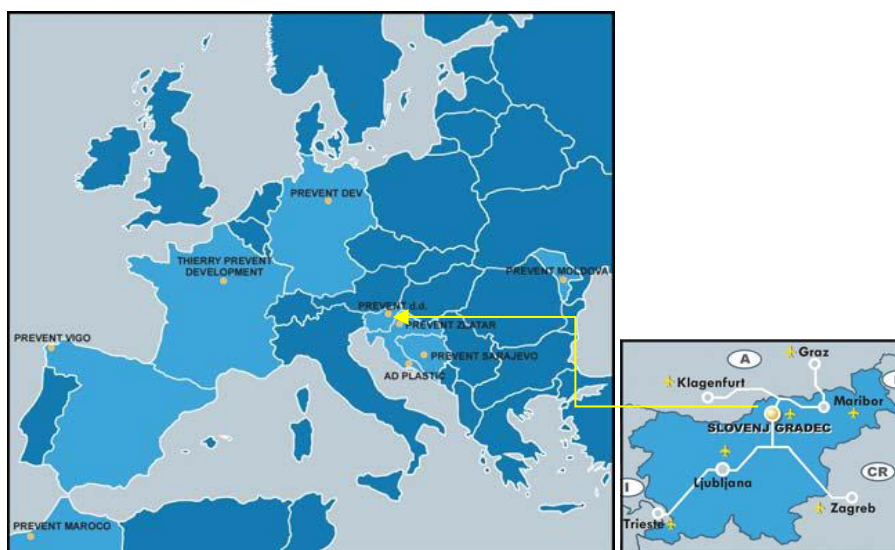 PREVENT DEV
THIERRY PREVENT
DEVELOPMENT
PREVENT MOLDOVA
PREVENT d.d.
PREVENT ZLATAR
PREVENT VIGO
PREVENT SARAJEVO
AD PLASTIC
PREVENT MAROCO
A
Graz
Klagenfurt
Maribor
SLOVENJ GRADEC
Ljubljana
CR
I
Zagreb
Trieste